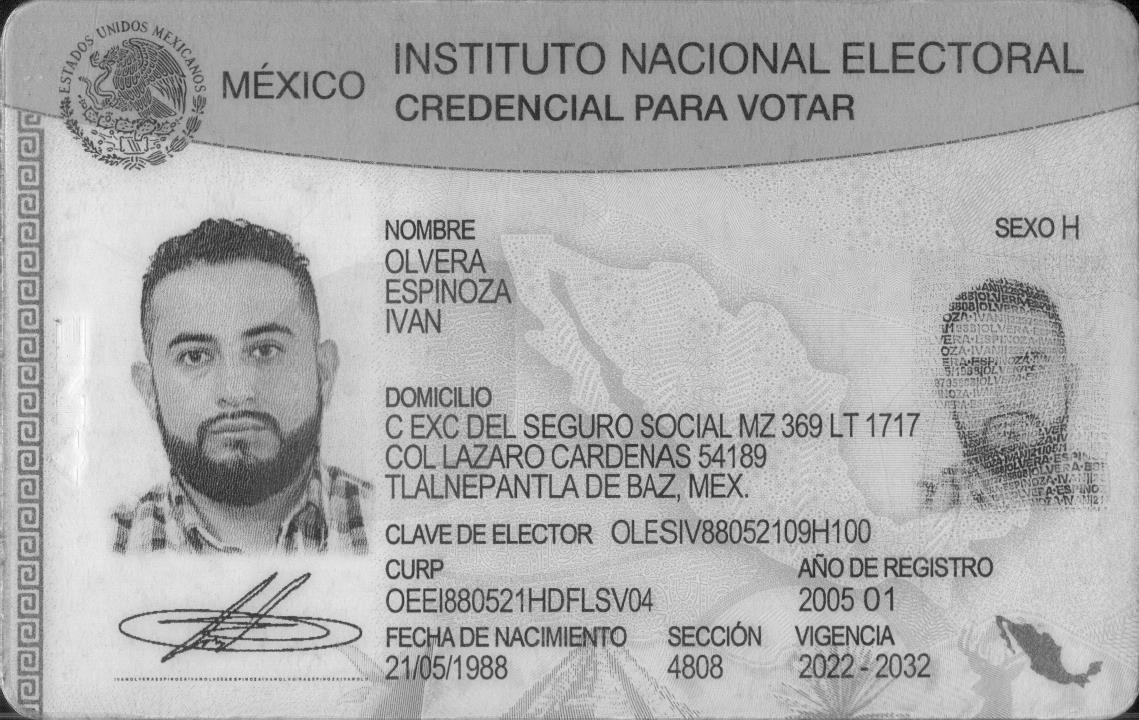 ESTADOS UNIDOS MEXICANOS
MÉXICO
INSTITUTO NACIONAL ELECTORAL
CREDENCIAL PARA VOTAR
NOMBRE
SEXO H
OLVERA
ESPINOZA
IVAN
DOMICILIO
C EXC DEL SEGURO SOCIAL MZ 369 LT 1717
COL LAZARO CARDENAS 54189
TLALNEPANTLA DE BAZ, MEX.
CLAVE DE ELECTOR OLESIV88052109H100
CURP
AÑO DE REGISTRO
OEEI880521HDFLSV04
2005 01
FECHA DE NACIMIENTO
SECCIÓN
VIGENCIA
21/05/1988
4808
2022 - 2032